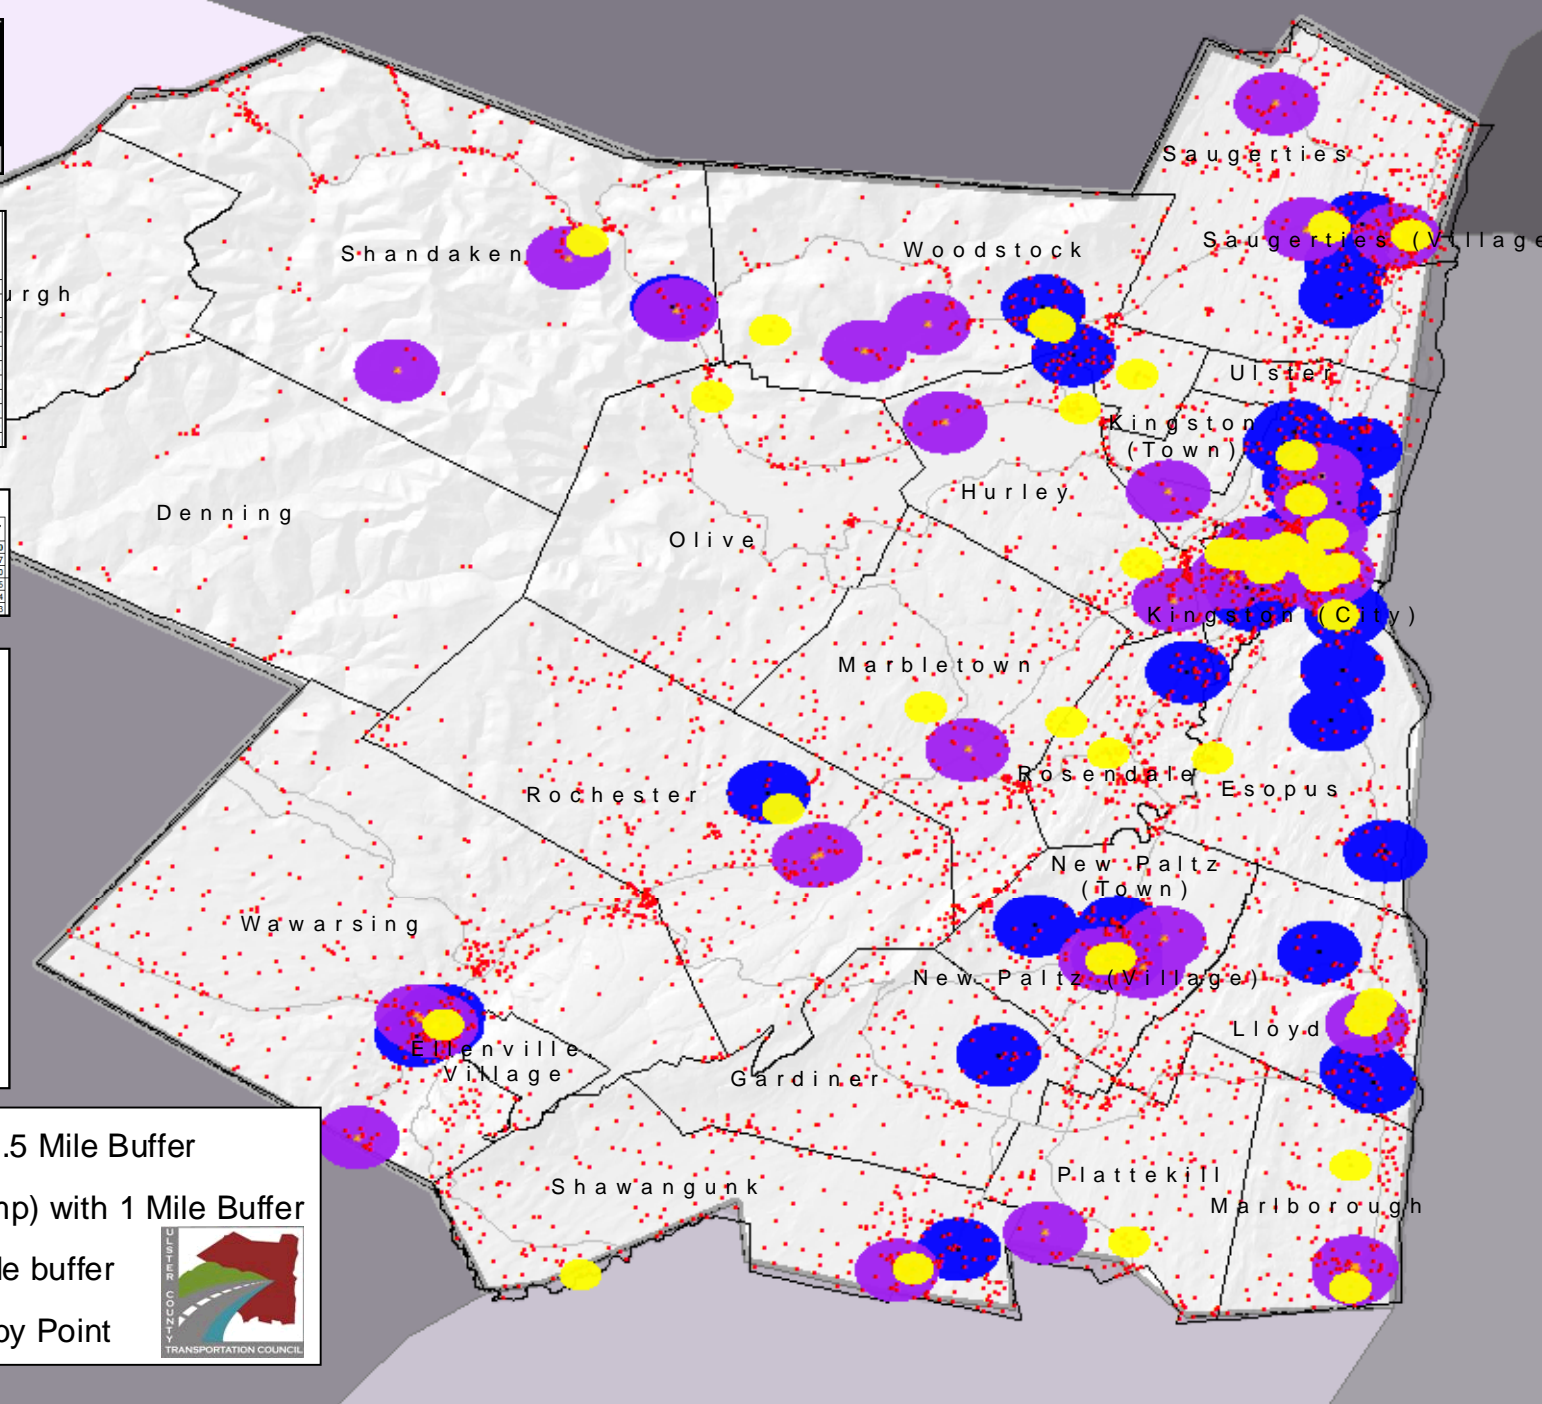 Saugerties
Saugerties (Village
Shandaken
Woodstock
urgh
Ulster
Kingston
(Town)
Hurley
Denning
Olive
Kingston (City)
Marbletown
Rosendale
Esopus
Rochester
New Paltz
(Town)
Wawarsing
New Paltz (Village)
Lloyd
Ellenville
Village
Gardiner
Plattekill
Shawangunk
Marlborough
.5 Mile Buffer
mp) with 1 Mile Buffer
le buffer
by Point
ULSTER COUNTY
TRANSPORTATION COUNCIL